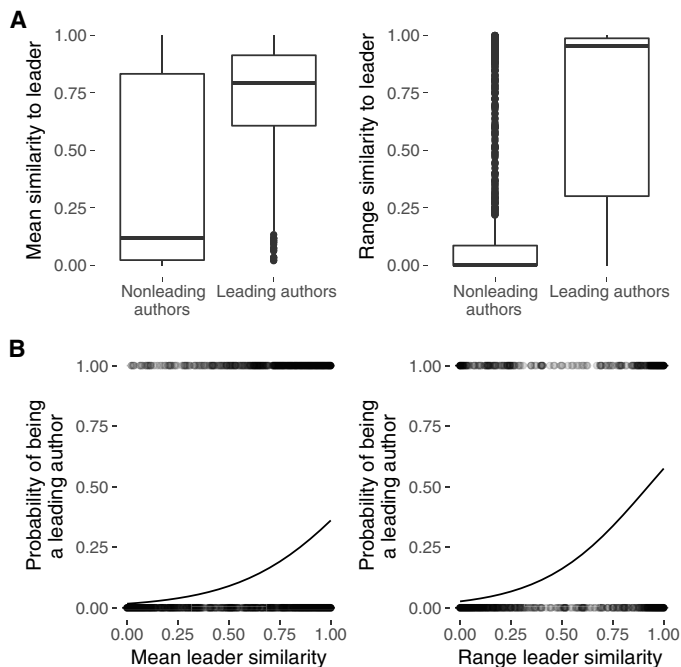 A
Mean similarity to leader
1.00
0.75
0.50
0.25
0.00
Nonleading
authors
Leading authors
Range similarity to leader
1.00
0.75
0.50
0.25
0.00
Nonleading
authors
Leading authors
B
Probability of being
a leading author
1.00
0.75
0.50
0.25
0.00
0.00 0.25 0.50 0.75 1.00
Mean leader similarity
Probability of being
a leading author
1.00
0.75
0.50
0.25
0.00
0.00 0.25 0.50 0.75 1.00
Range leader similarity